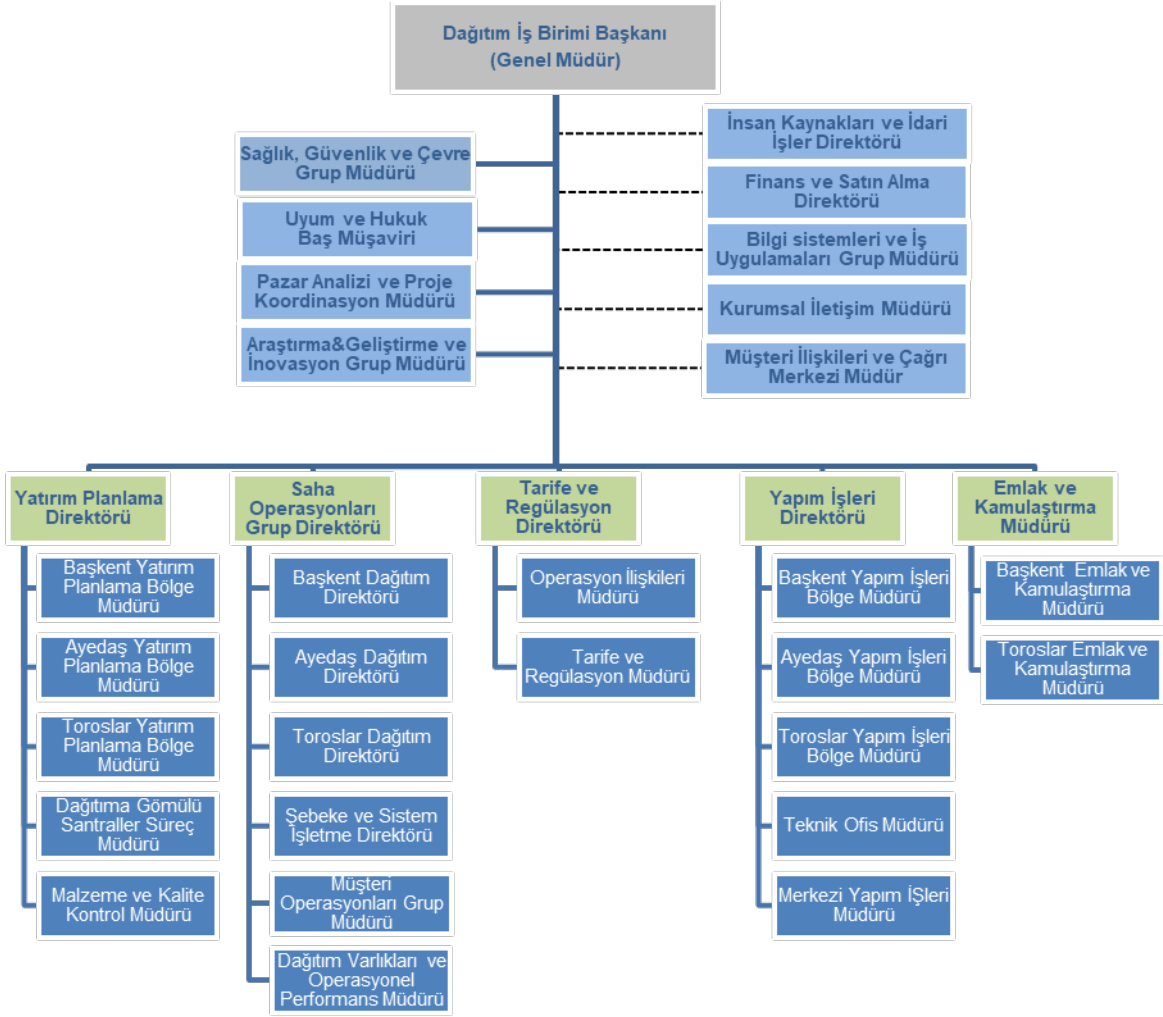 Dağıtım İş Birimi Başkanı
(Genel Müdür)
Sağlık, Güvenlik ve Çevre
Grup Müdürü
Uyum ve Hukuk
Baş Müşaviri
Pazar Analizi ve Proje
Koordinasyon Müdürü
Araştırma&Geliştirme ve
İnovasyon Grup Müdürü
İnsan Kaynakları ve İdari
İşler Direktörü
Finans ve Satın Alma
Direktörü
Bilgi sistemleri ve İş
Uygulamaları Grup Müdürü
Kurumsal İletişim Müdürü
Müşteri İlişkileri ve Çağrı
Merkezi Müdür
Yatırım Planlama
Direktörü
Başkent Yatırım
Planlama Bölge
Müdürü
Ayedaş Yatırım
Planlama Bölge
Müdürü
Toroslar Yatırım
Planlama Bölge
Müdürü
Dağıtıma Gömülü
Santraller Süreç
Müdürü
Malzeme ve Kalite
Kontrol Müdürü
Saha
Operasyonları
Grup Direktörü
Başkent Dağıtım
Direktörü
Ayedaş Dağıtım
Direktörü
Toroslar Dağıtım
Direktörü
Şebeke ve Sistem
İşletme Direktörü
Müşteri
Operasyonları Grup
Müdürü
Dağıtım Varlıkları ve
Operasyonel
Performans Müdürü
Tarife ve
Regülasyon
Direktörü
Operasyon İlişkileri
Müdürü
Tarife ve
Regülasyon Müdürü
Yapım İşleri
Direktörü
Başkent Yapım İşleri
Bölge Müdürü
Ayedaş Yapım İşleri
Bölge Müdürü
Toroslar Yapım İşleri
Bölge Müdürü
Teknik Ofis Müdürü
Merkezi Yapım İŞleri
Müdürü
Emlak ve
Kamulaştırma
Müdürü
Başkent Emlak ve
Kamulaştırma
Müdürü
Toroslar Emlak ve
Kamulaştırma
Müdürü